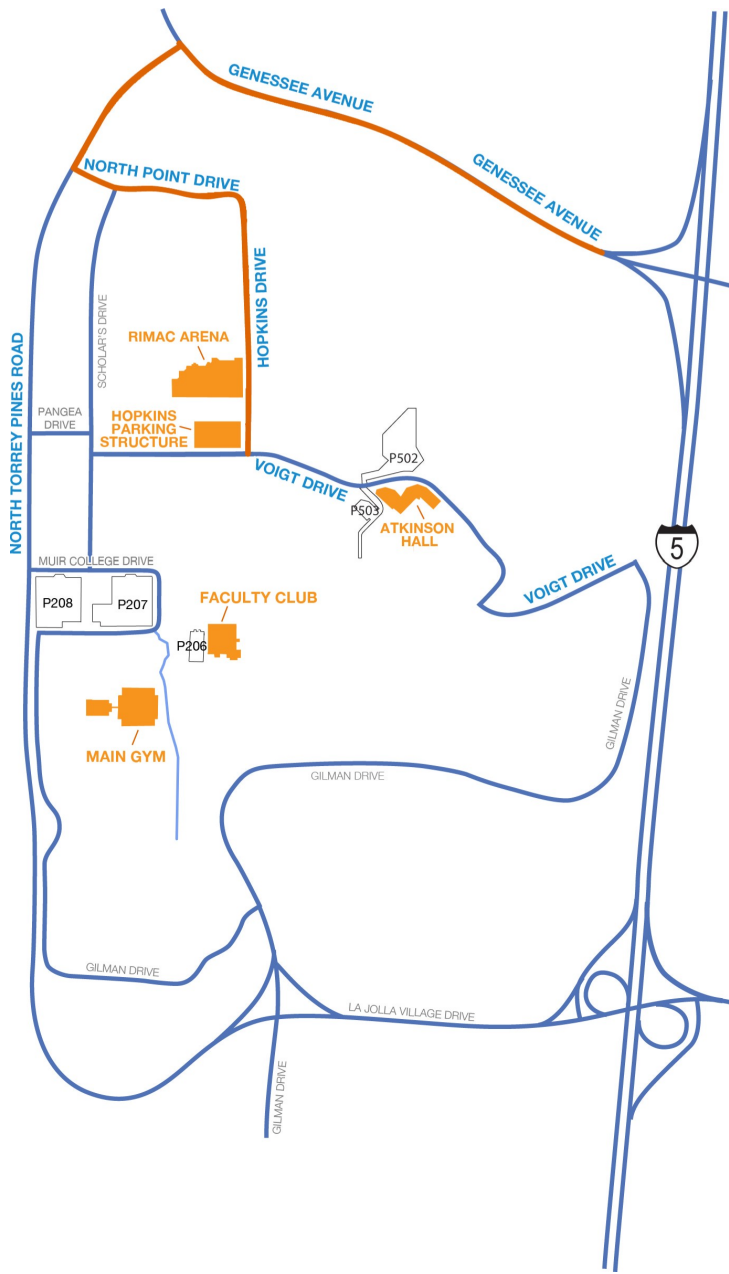 GENESSEE AVENUE
GENESSEE AVENUE
NORTH POINT DRIVE
SCHOLAR'S DRIVE
HOPKINS DRIVE
RIMAC ARENA
NORTH TORREY PINES ROAD
PANGEA
DRIVE
HOPKINS
PARKING
STRUCTURE
P502
VOIGT DRIVE
P503
ATKINSON
HALL
5
MUIR COLLEGE DRIVE
VOIGT DRIVE
P208
P207
FACULTY CLUB
P206
GILMAN DRIVE
MAIN GYM
GILMAN DRIVE
GILMAN DRIVE
LA JOLLA VILLAGE DRIVE
GILMAN DRIVE